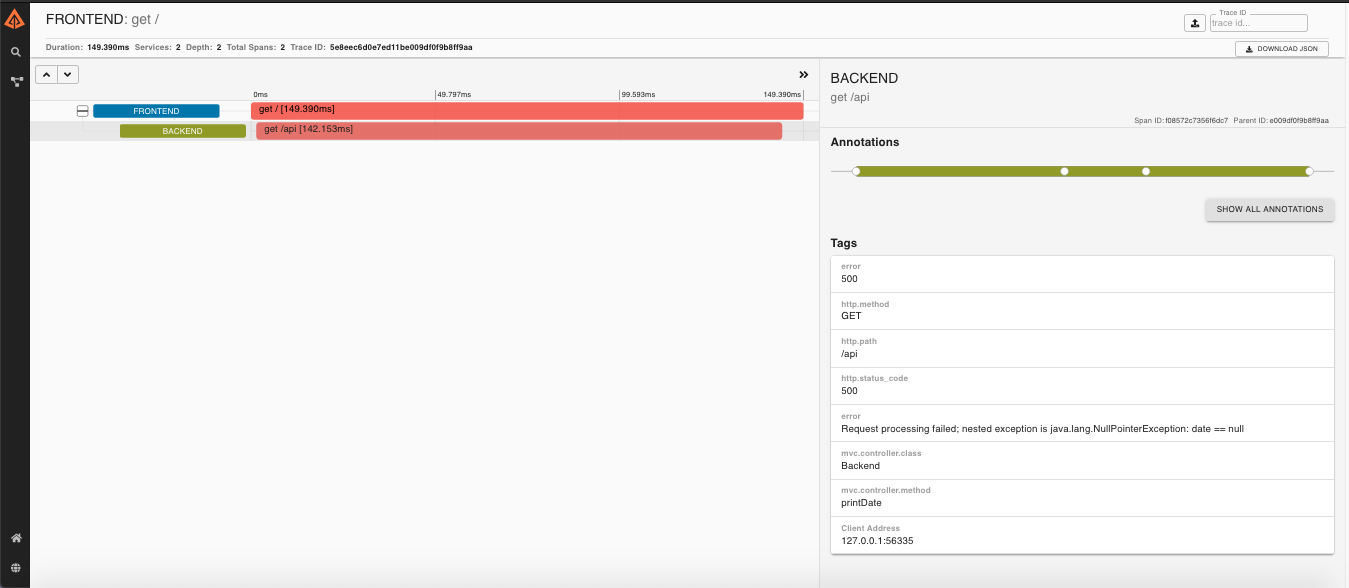 FRONTEND: get /
Trace ID
trace id...
Duration: 149.390ms Services: 2 Depth: 2 Total Spans: 2 Trace ID: 5e8eec6d0e7ed11be009df0f9b8ff9aa
DOWNLOAD JSON
0ms 49.797ms 99.593ms 149.390ms
FRONTEND get / [149.390ms]
BACKEND get /api [142.153ms]
BACKEND
get /api
Span ID: f08572c7356f6dc7 Parent ID: e009df0f9b8ff9aa
Annotations
SHOW ALL ANNOTATIONS
Tags
error
500
http.method
GET
http.path
/api
http.status_code
500
error
Request processing failed; nested exception is java.lang.NullPointerException: date == null
mvc.controller.class
Backend
mvc.controller.method
printDate
Client Address
127.0.0.1:56335